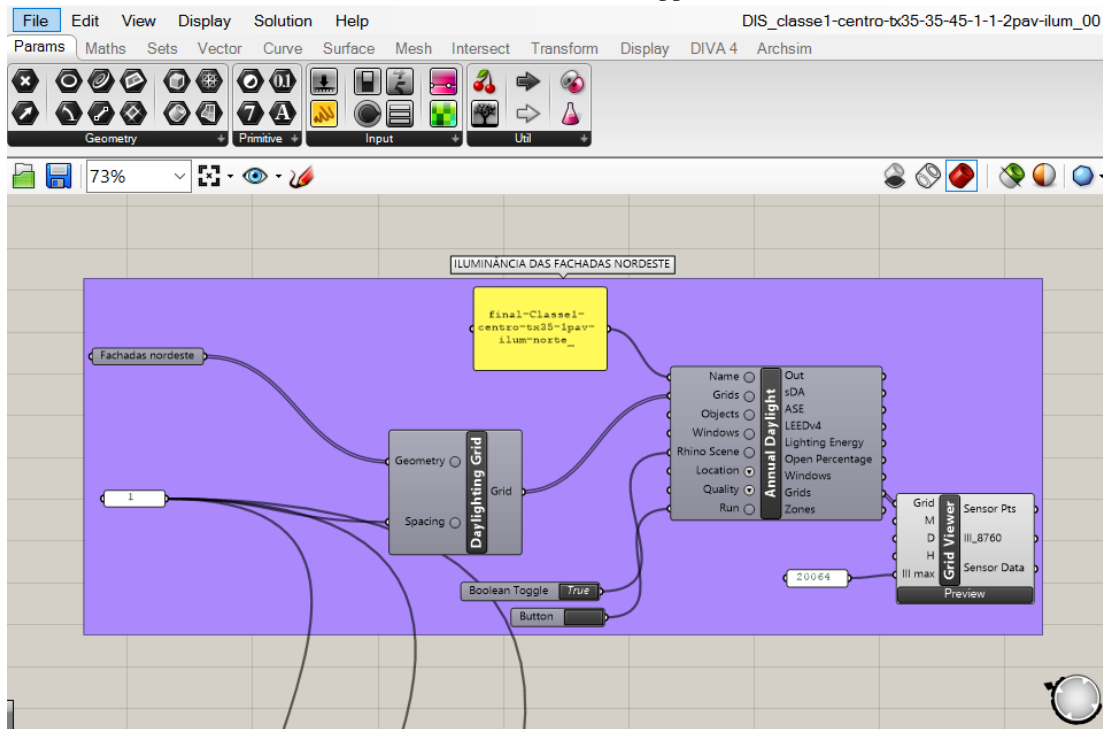 File Edit View Display Solution Help DIS_classe1-centro-tx35-35-45-1-1-2pav-ilum_00
Params Maths Sets Vector Curve Surface Mesh Intersect Transform Display DIVA 4 Archsim
0.1
7 A
Geometry Primitive Input Util
73%
ILUMINÂNCIA DAS FACHADAS NORDESTE
final-Classe1-
centro-tx35-1pav-
ilum-norte_
Fachadas nordeste
1
Geometry
Spacing
Daylighting Grid
Grid
Boolean Toggle True
Button
Name
Grids
Objects
Windows
Rhino Scene
Location
Quality
Run
Annual Daylight
Out
sDA
ASE
LEEDv4
Lighting Energy
Open Percentage
Windows
Grids
Zones
20064
Grid
M
D
H
Ill max
Grid Viewer
Sensor Pts
Ill_8760
Sensor Data
Preview